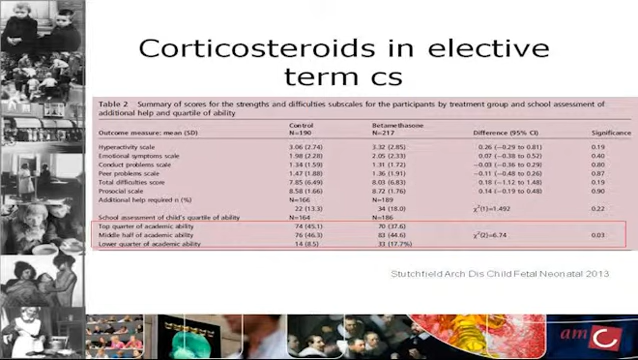 Corticosteroids in elective
term cs
Table 2 Summary of scores for the strengths and difficulties subscales for the participants by treatment group and school assessment of
additional help and quartile of ability
Control Betamethasone
Outcome measure: mean (SD) N=190 N=217 Difference (95% CI) Significance
Hyperactivity scale 3.06 (2.74) 3.32 (2.85) 0.26 (−0.29 to 0.81) 0.19
Emotional symptoms scale 1.98 (2.28) 2.05 (2.33) 0.07 (−0.38 to 0.52) 0.40
Conduct problems scale 1.34 (1.59) 1.31 (1.72) −0.03 (−0.36 to 0.29) 0.80
Peer problems scale 1.47 (1.88) 1.36 (1.91) −0.11 (−0.48 to 0.26) 0.87
Total difficulties score 7.85 (6.49) 8.03 (6.83) 0.18 (−1.12 to 1.48) 0.19
Prosocial scale 8.58 (1.66) 8.72 (1.76) 0.14 (−0.19 to 0.48) 0.90
Additional help required n (%) N=166 N=189
22 (13.3) 34 (18.0) χ²(1)=1.492 0.22
School assessment of child's quartile of ability N=164 N=186
Top quarter of academic ability 74 (45.1) 70 (37.6)
Middle half of academic ability 76 (46.3) 83 (44.6) χ²(2)=6.74 0.03
Lower quarter of academic ability 14 (8.5) 33 (17.7%)
Stutchfield Arch Dis Child Fetal Neonatal 2013
amc